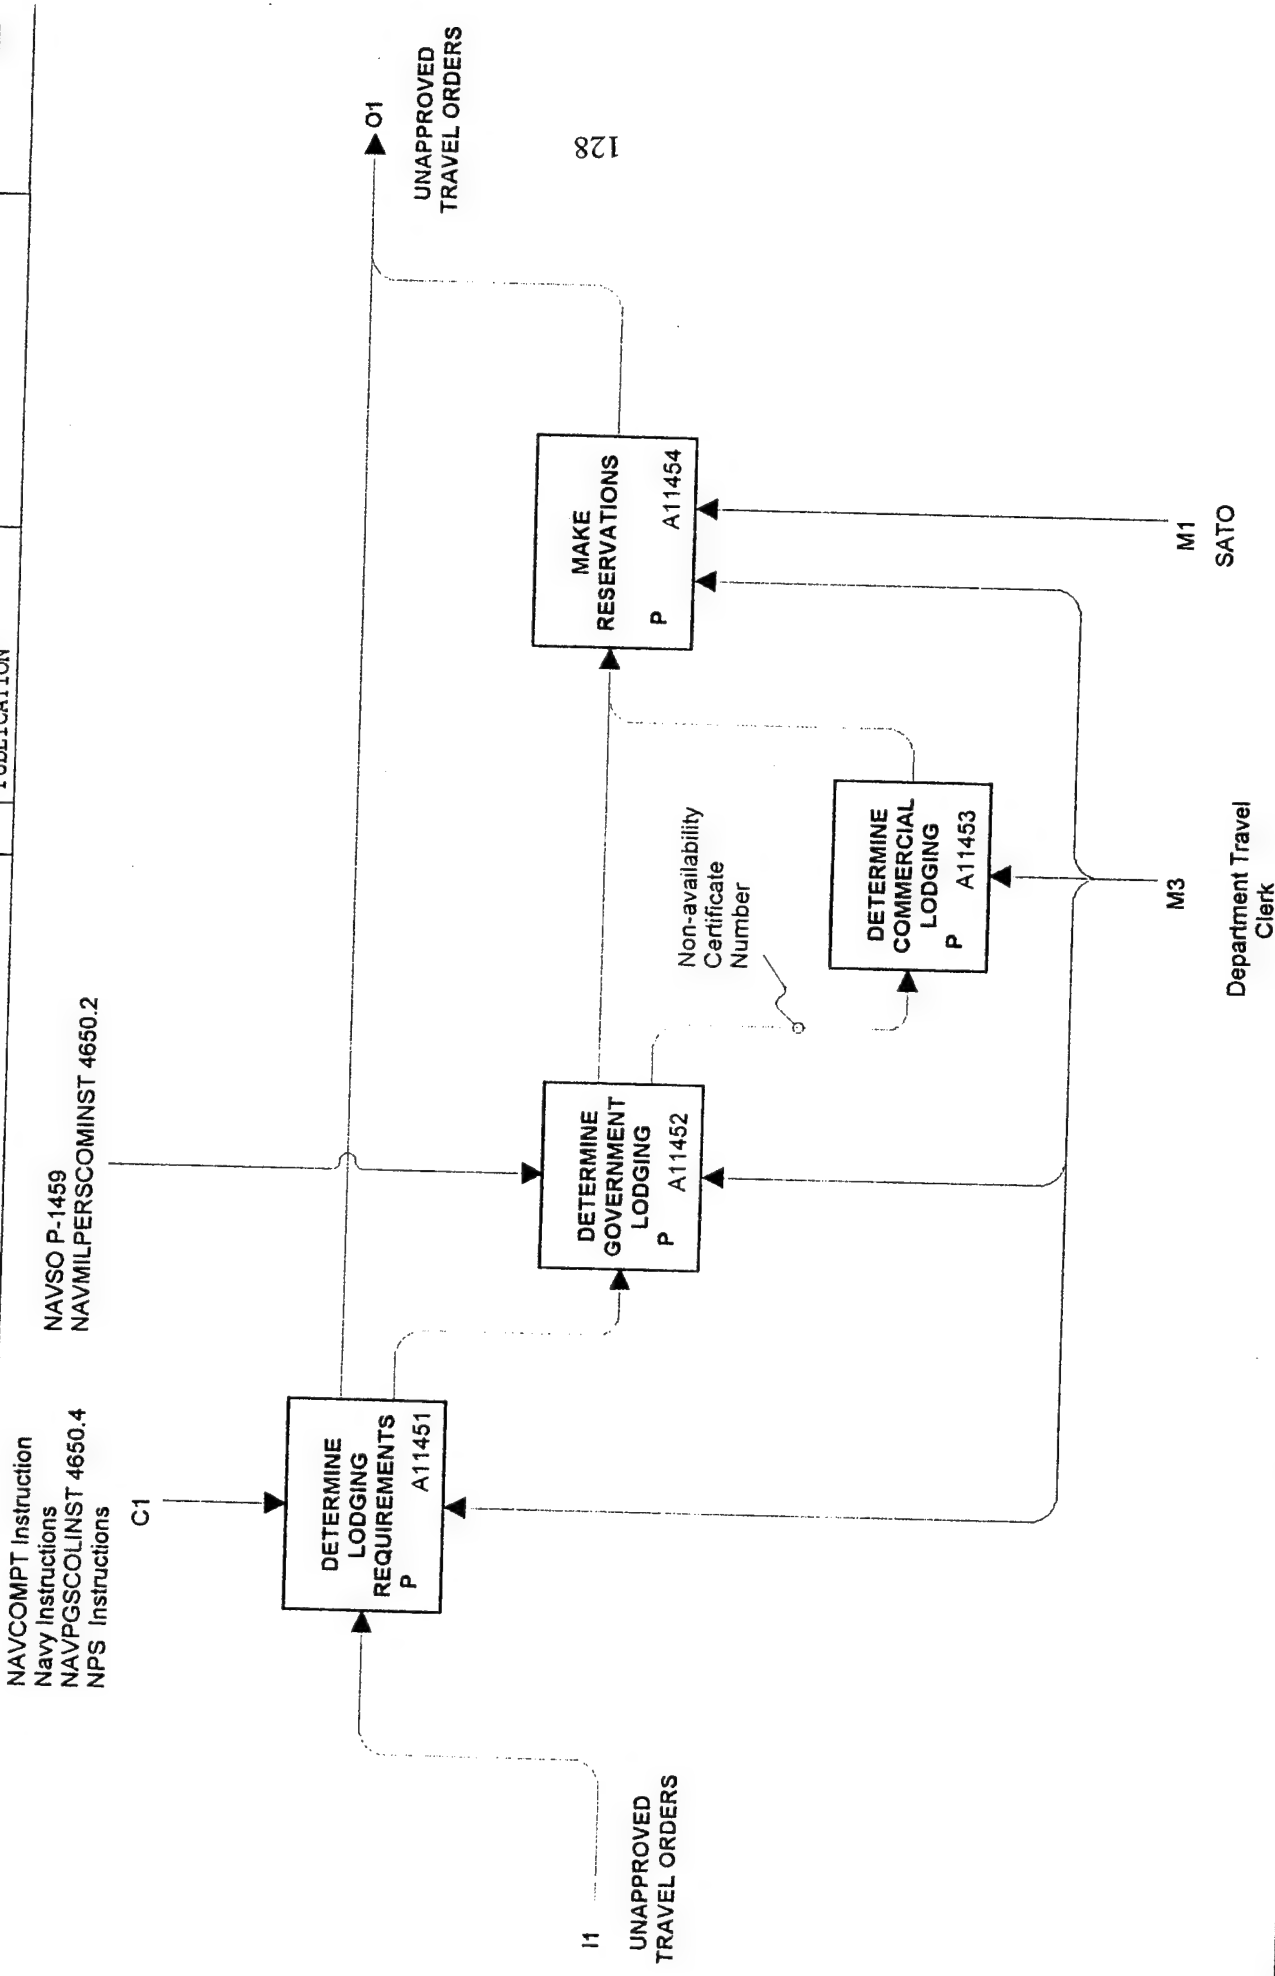 PUBLICATION
NAVCOMPT Instruction
Navy Instructions
NAVPGSCOLINST 4650.4
NPS Instructions
C1
NAVSO P-1459
NAVMILPERSCOMINST 4650.2
I1
UNAPPROVED
TRAVEL ORDERS
DETERMINE
LODGING
REQUIREMENTS
P A11451
DETERMINE
GOVERNMENT
LODGING
P A11452
Non-availability
Certificate
Number
DETERMINE
COMMERCIAL
LODGING
P A11453
MAKE
RESERVATIONS
P A11454
O1
UNAPPROVED
TRAVEL ORDERS
M3
Department Travel
Clerk
M1
SATO
128